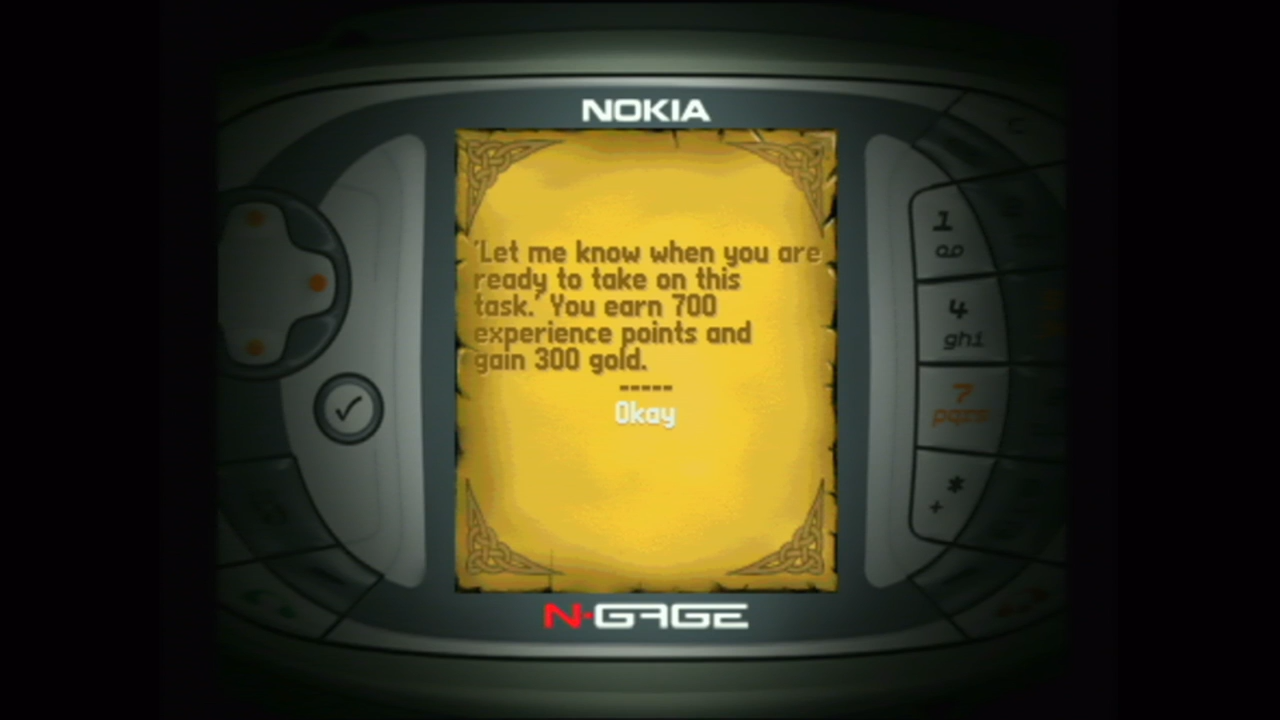 NOKIA
'Let me know when you are
ready to take on this
task.' You earn 700
experience points and
gain 300 gold.
-----
Okay
N-GAGE
1
4
ghi
7
pqrs
*
+